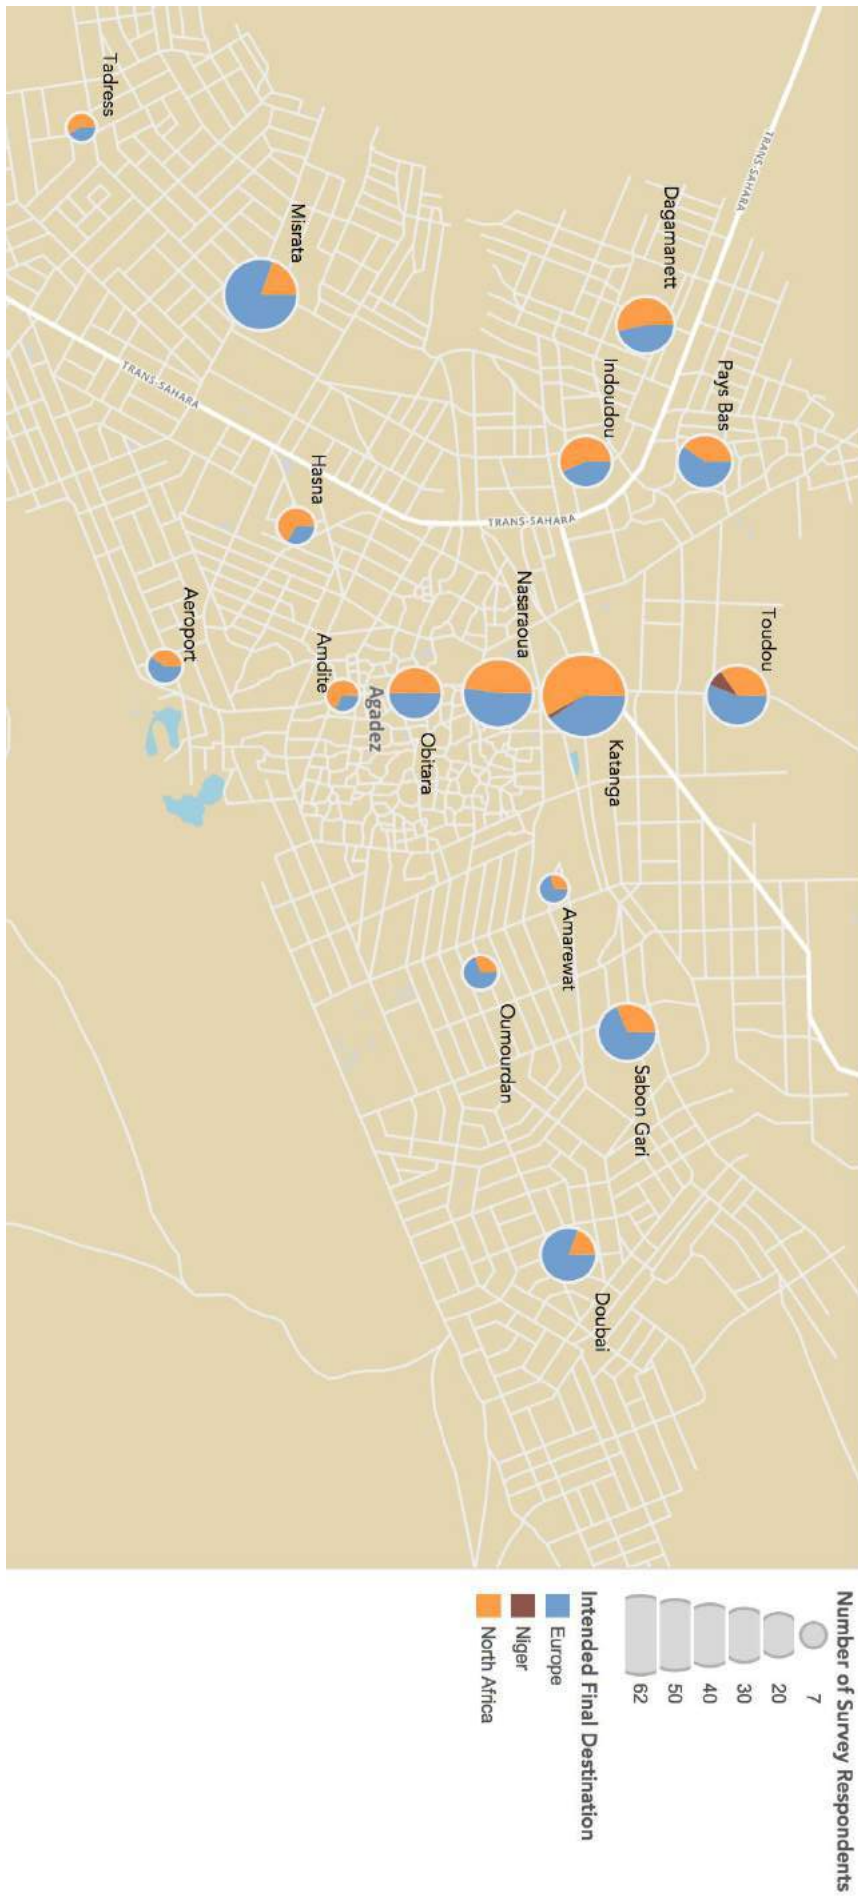 Toudou
TRANS-SAHARA
Pays Bas
Dagamanett
Sabon Gari
Katanga
Indoudou
Doubai
Amarewat
TRANS-SAHARA
Nasaraoua
Oumourdan
Obitara
Agadez
Amdite
Hasna
Misrata
Aeroport
TRANS-SAHARA
Tadress
Number of Survey Respondents
7
20
30
40
50
62
Intended Final Destination
Europe
Niger
North Africa